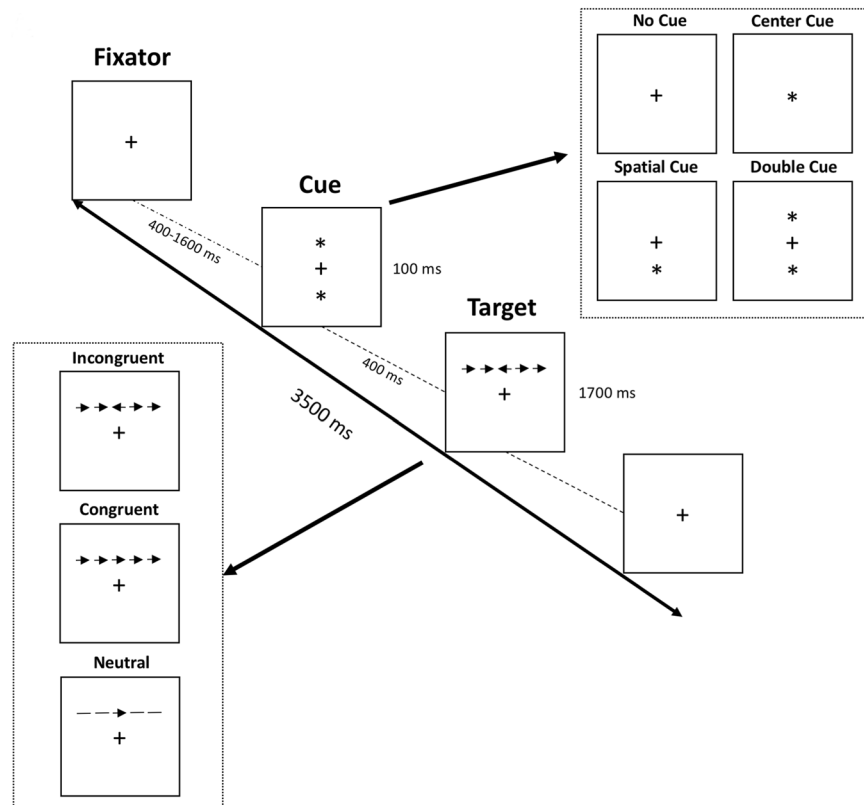 Fixator
+
400-1600 ms
Cue
*
+
*
100 ms
400 ms
Target
+
1700 ms
3500 ms
+
No Cue
+
Center Cue
*
Spatial Cue
+
*
Double Cue
*
+
*
Incongruent
+
Congruent
+
Neutral
+